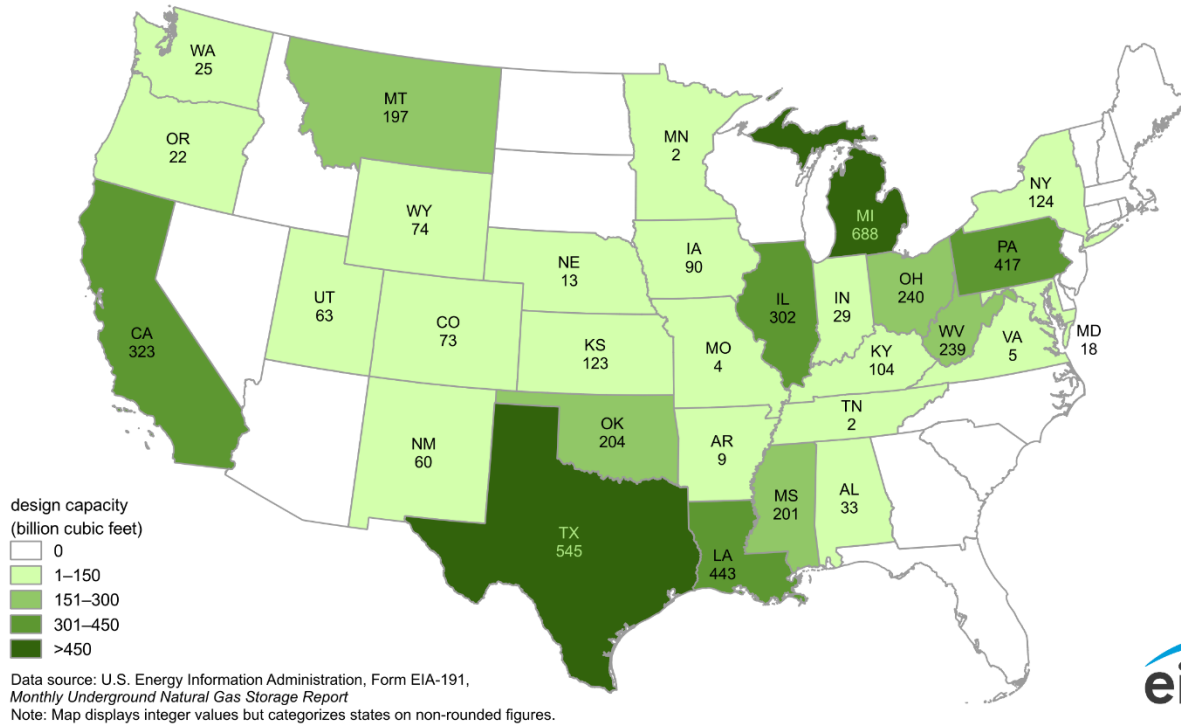 WA
25
MT
197
OR
22
MN
2
NY
124
WY
74
MI
688
IA
90
PA
417
NE
13
OH
240
IL
302
IN
29
UT
63
CA
323
CO
73
WV
239
KS
123
MO
4
KY
104
VA
5
MD
18
TN
2
OK
204
AR
9
NM
60
MS
201
AL
33
TX
545
LA
443
design capacity
(billion cubic feet)
0
1–150
151–300
301–450
>450
Data source: U.S. Energy Information Administration, Form EIA-191,
Monthly Underground Natural Gas Storage Report
Note: Map displays integer values but categorizes states on non-rounded figures.
ei